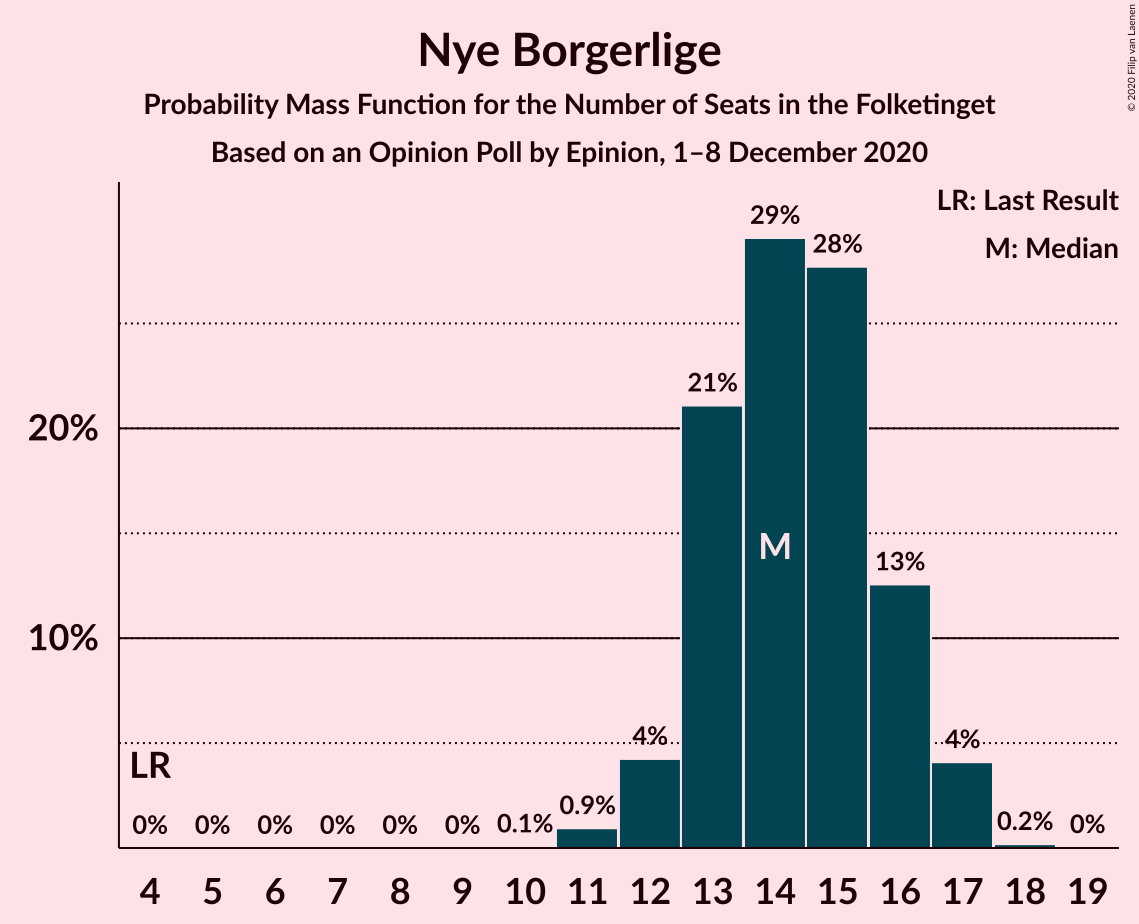 Nye Borgerlige
Probability Mass Function for the Number of Seats in the Folketinget
Based on an Opinion Poll by Epinion, 1–8 December 2020
© 2020 Filip van Laenen
LR: Last Result
M: Median
20%
10%
LR
M
0%
0%
0%
0%
0%
0%
0.1%
0.9%
4%
21%
29%
28%
13%
4%
0.2%
0%
4 5 6 7 8 9 10 11 12 13 14 15 16 17 18 19